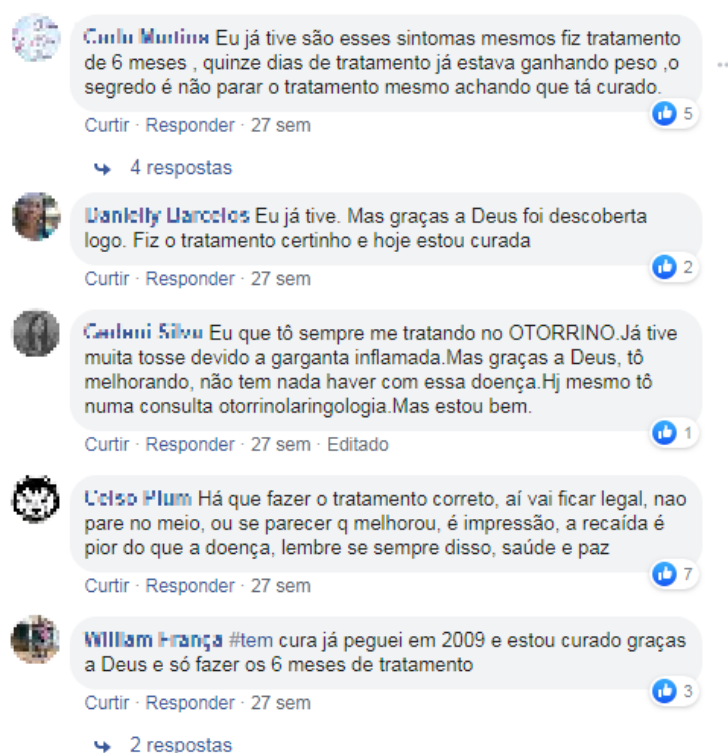 Eu já tive são esses sintomas mesmos fiz tratamento
de 6 meses , quinze dias de tratamento já estava ganhando peso ,o
segredo é não parar o tratamento mesmo achando que tá curado.
5
Curtir · Responder · 27 sem
4 respostas
Eu já tive. Mas graças a Deus foi descoberta
logo. Fiz o tratamento certinho e hoje estou curada
2
Curtir · Responder · 27 sem
Eu que tô sempre me tratando no OTORRINO.Já tive
muita tosse devido a garganta inflamada.Mas graças a Deus, tô
melhorando, não tem nada haver com essa doença.Hj mesmo tô
numa consulta otorrinolaringologia.Mas estou bem.
1
Curtir · Responder · 27 sem · Editado
Há que fazer o tratamento correto, aí vai ficar legal, nao
pare no meio, ou se parecer q melhorou, é impressão, a recaída é
pior do que a doença, lembre se sempre disso, saúde e paz
7
Curtir · Responder · 27 sem
#tem cura já peguei em 2009 e estou curado graças
a Deus e só fazer os 6 meses de tratamento
3
Curtir · Responder · 27 sem
2 respostas